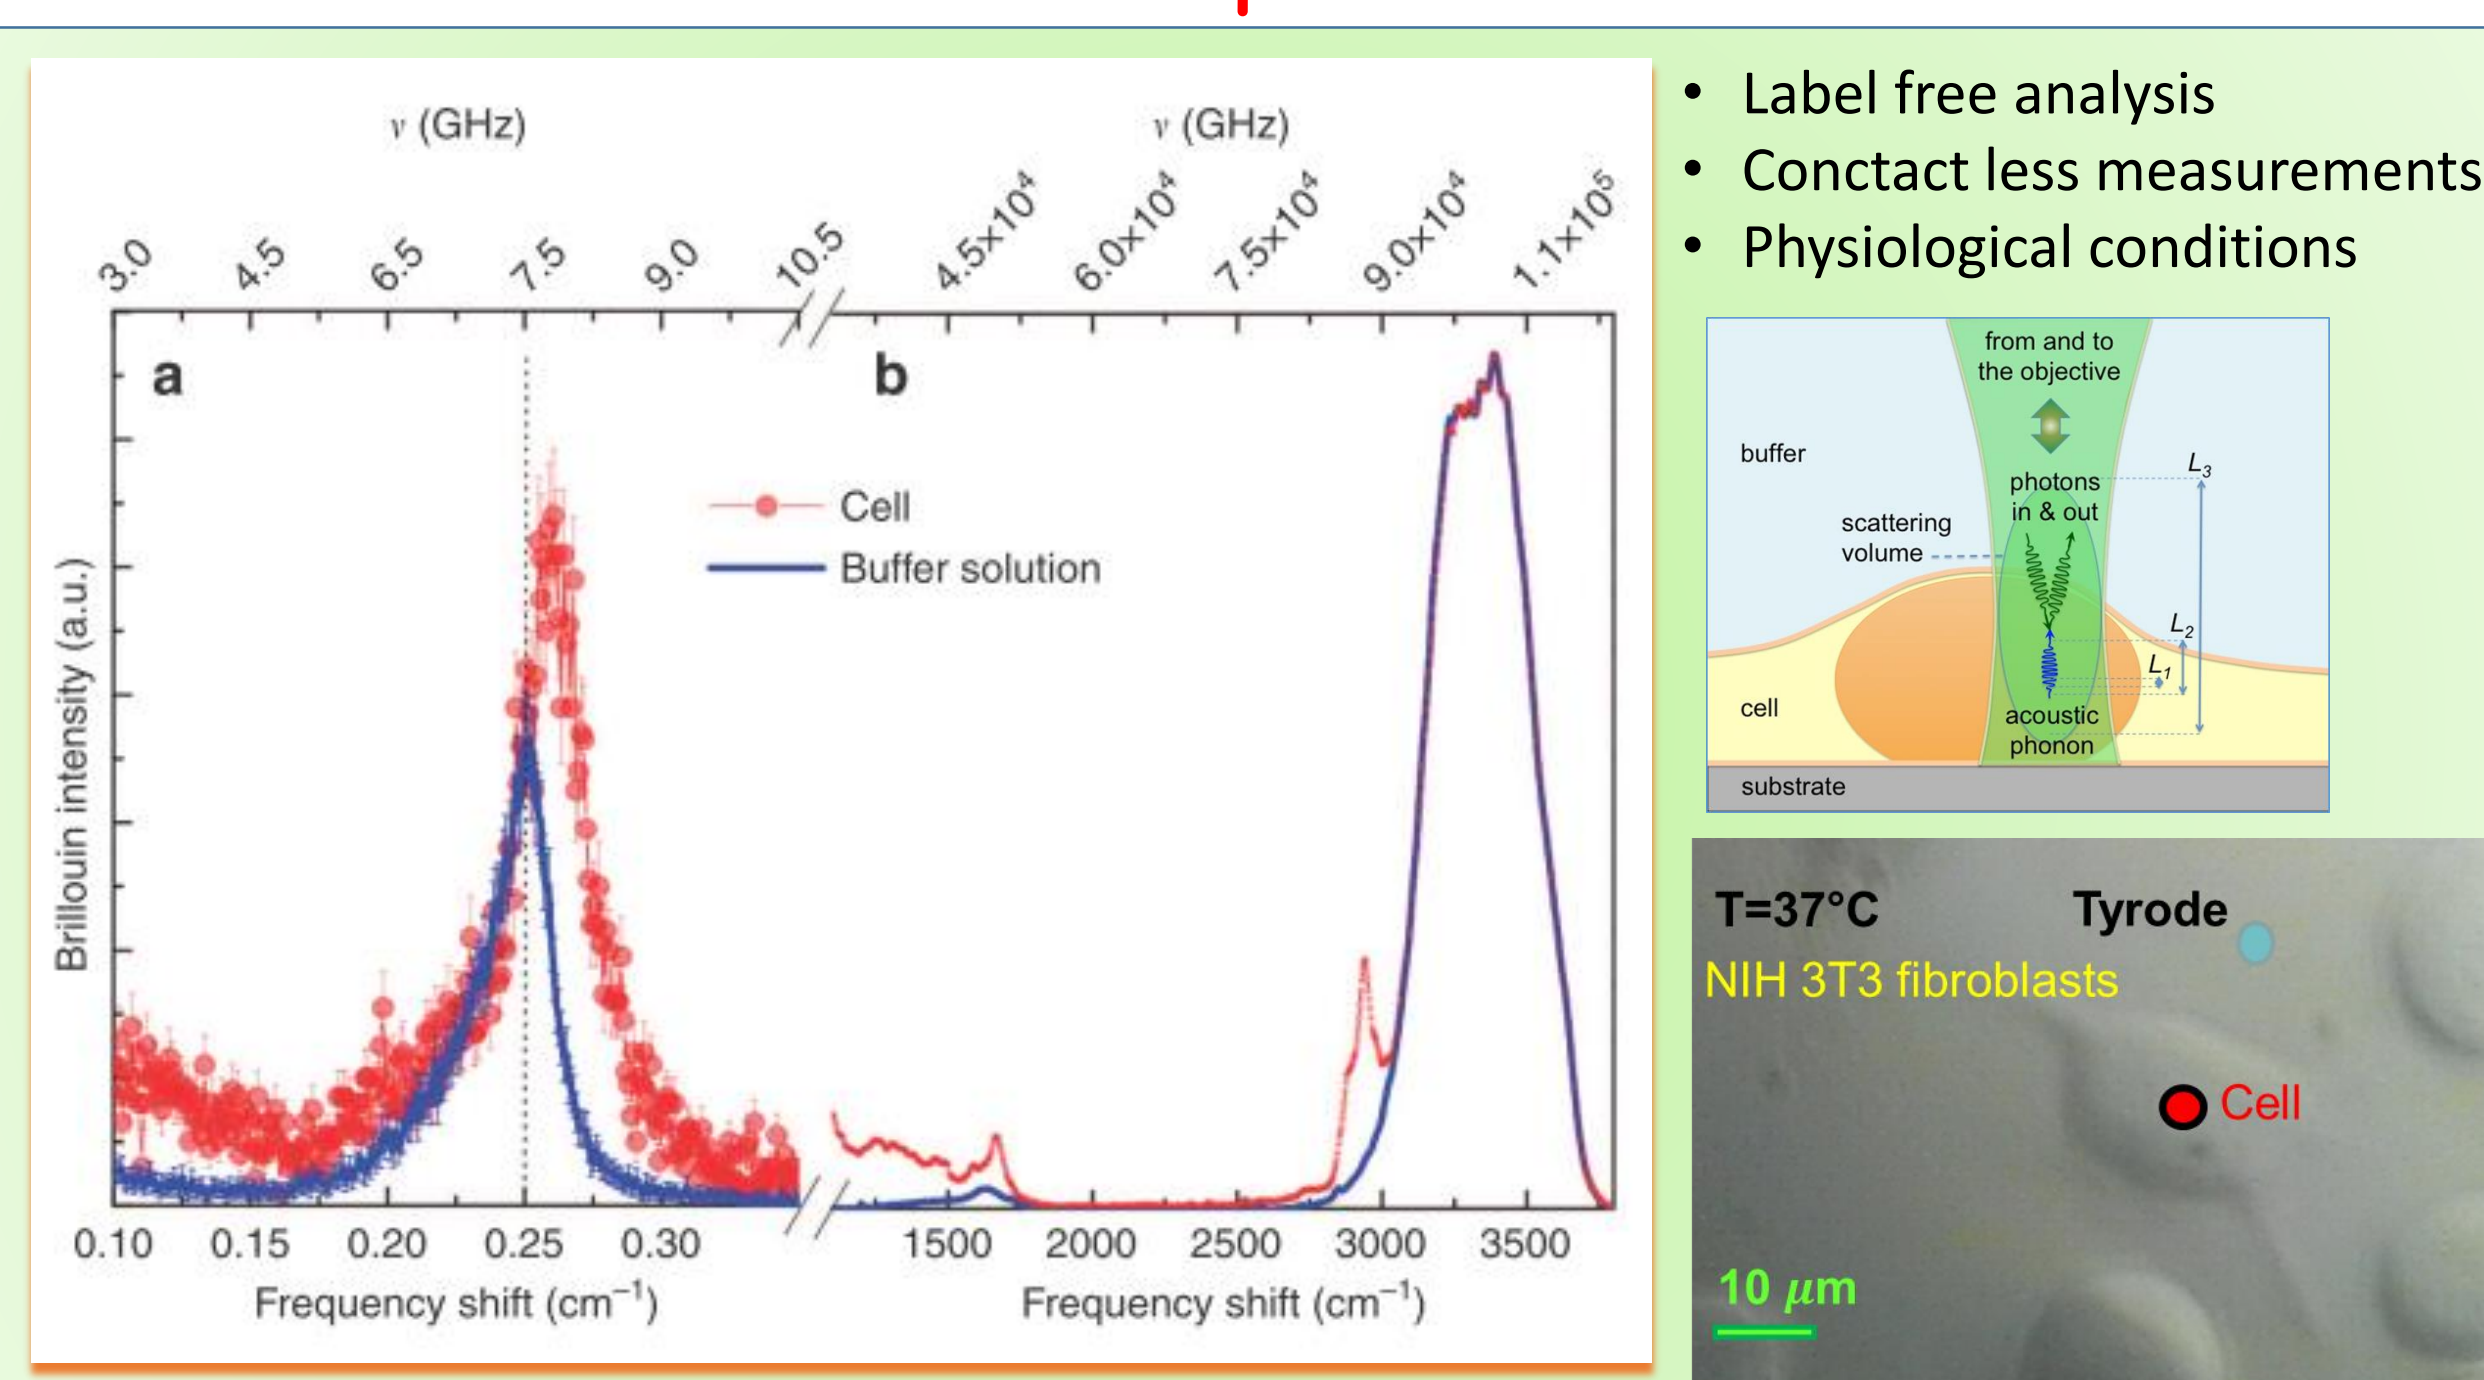 ν (GHz)
ν (GHz)
3.0
4.5
6.5
7.5
9.0
10.5
4.5×10⁴
6.0×10⁴
7.5×10⁴
9.0×10⁴
1.1×10⁵
a
b
Cell
Buffer solution
Brillouin intensity (a.u.)
0.10
0.15
0.20
0.25
0.30
1500
2000
2500
3000
3500
Frequency shift (cm⁻¹)
Frequency shift (cm⁻¹)
• Label free analysis
• Conctact less measurements
• Physiological conditions
from and to
the objective
buffer
L₃
photons
in & out
scattering
volume
L₂
L₁
cell
acoustic
phonon
substrate
T=37°C
Tyrode
NIH 3T3 fibroblasts
Cell
10 μm